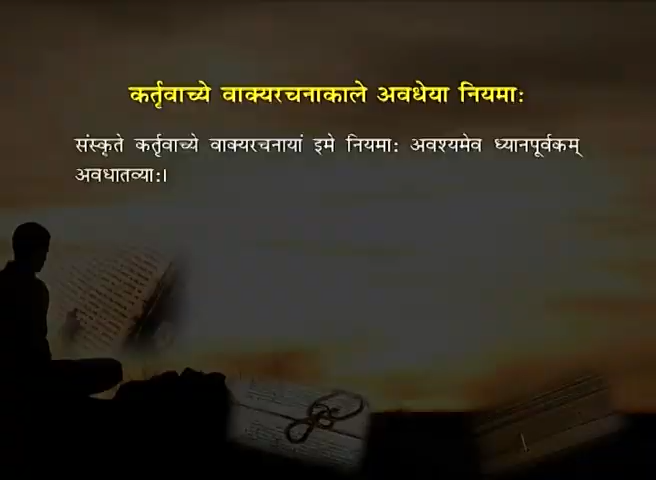 कर्तृवाच्ये वाक्यरचनाकाले अवधेया नियमाः
संस्कृते कर्तृवाच्ये वाक्यरचनायां इमे नियमाः अवश्यमेव ध्यानपूर्वकम्
अवधातव्याः।